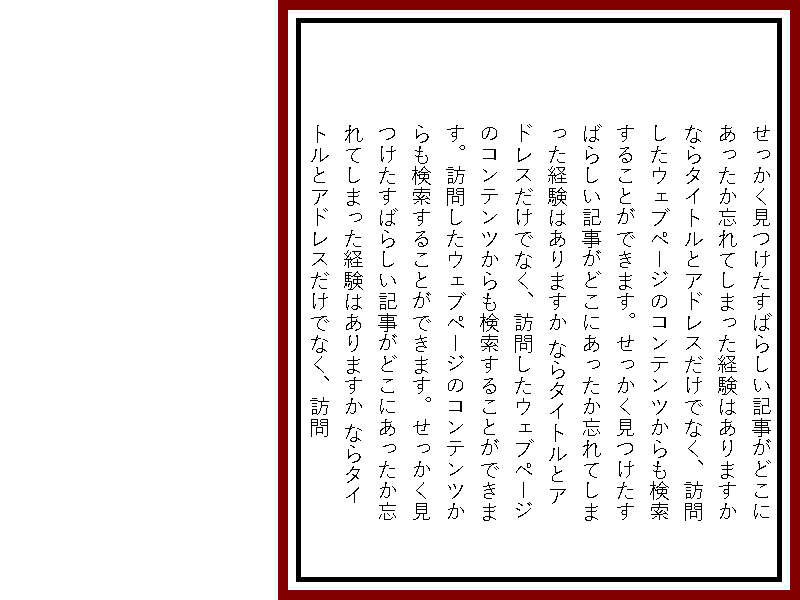 せっかく見つけたすばらしい記事がどこに
あったか忘れてしまった経験はありますか
ならタイトルとアドレスだけでなく、訪問
したウェブページのコンテンツからも検索
することができます。せっかく見つけたす
ばらしい記事がどこにあったか忘れてしま
った経験はありますか ならタイトルとア
ドレスだけでなく、訪問したウェブページ
のコンテンツからも検索することができま
す。訪問したウェブページのコンテンツか
らも検索することができます。せっかく見
つけたすばらしい記事がどこにあったか忘
れてしまった経験はありますか ならタイ
トルとアドレスだけでなく、訪問